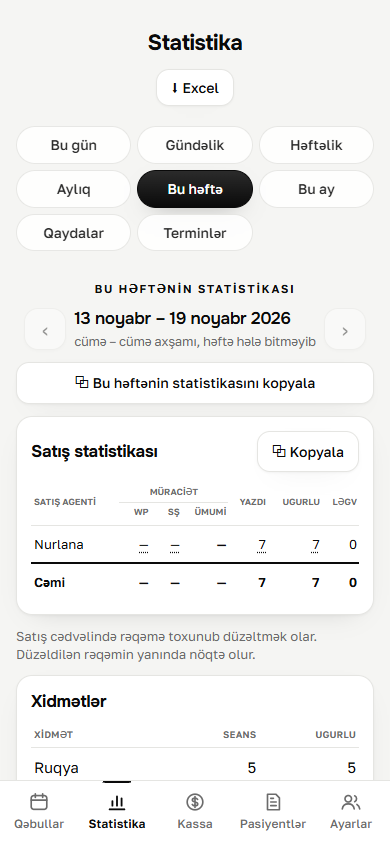 Statistika
⭳ Excel
Bu gün
Gündəlik
Həftəlik
Aylıq
Bu həftə
Bu ay
Qaydalar
Terminlər
BU HƏFTƏNİN STATİSTİKASI
‹ 13 noyabr – 19 noyabr 2026 ›
cümə – cümə axşamı, həftə hələ bitməyib
Bu həftənin statistikasını kopyala
Satış statistikası
Kopyala
SATIŞ AGENTİ MÜRACİƏT YAZDI UGURLU LƏGV
WP SŞ ÜMUMİ
Nurlana – – – 7 7 0
Cəmi – – – 7 7 0
Satış cədvəlində rəqəmə toxunub düzəltmək olar.
Düzəldilən rəqəmin yanında nöqtə olur.
Xidmətlər
XİDMƏT SEANS UGURLU
Ruqya 5 5
Qəbullar Statistika Kassa Pasiyentlər Ayarlar